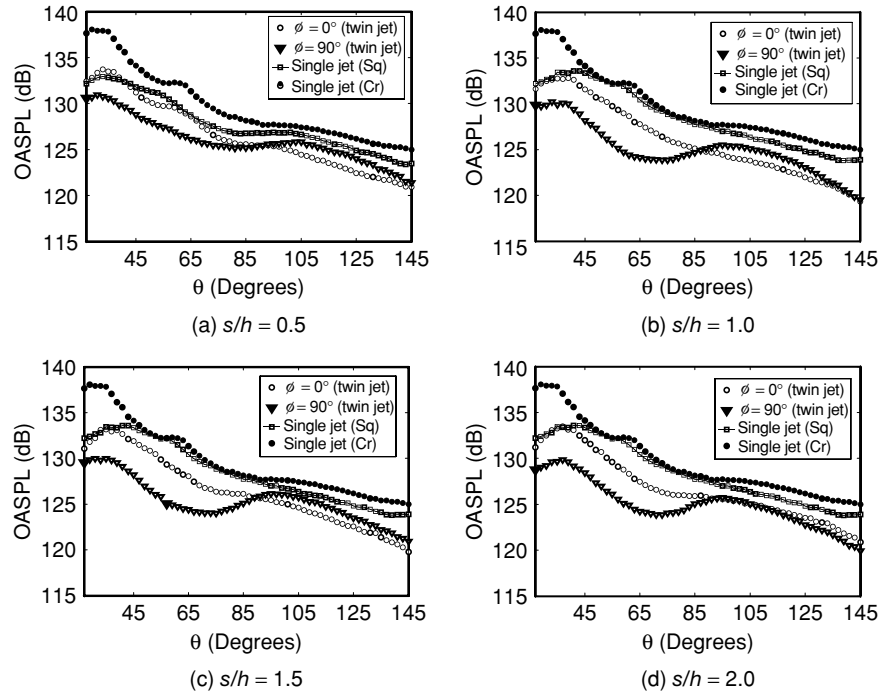 140
135
130
125
120
115
OASPL (dB)
ø = 0° (twin jet)
ø = 90° (twin jet)
Single jet (Sq)
Single jet (Cr)
45 65 85 105 125 145
θ (Degrees)
(a) s/h = 0.5
140
135
130
125
120
115
OASPL (dB)
ø = 0° (twin jet)
ø = 90° (twin jet)
Single jet (Sq)
Single jet (Cr)
45 65 85 105 125 145
θ (Degrees)
(b) s/h = 1.0
140
135
130
125
120
115
OASPL (dB)
ø = 0° (twin jet)
ø = 90° (twin jet)
Single jet (Sq)
Single jet (Cr)
45 65 85 105 125 145
θ (Degrees)
(c) s/h = 1.5
140
135
130
125
120
115
OASPL (dB)
ø = 0° (twin jet)
ø = 90° (twin jet)
Single jet (Sq)
Single jet (Cr)
45 65 85 105 125 145
θ (Degrees)
(d) s/h = 2.0